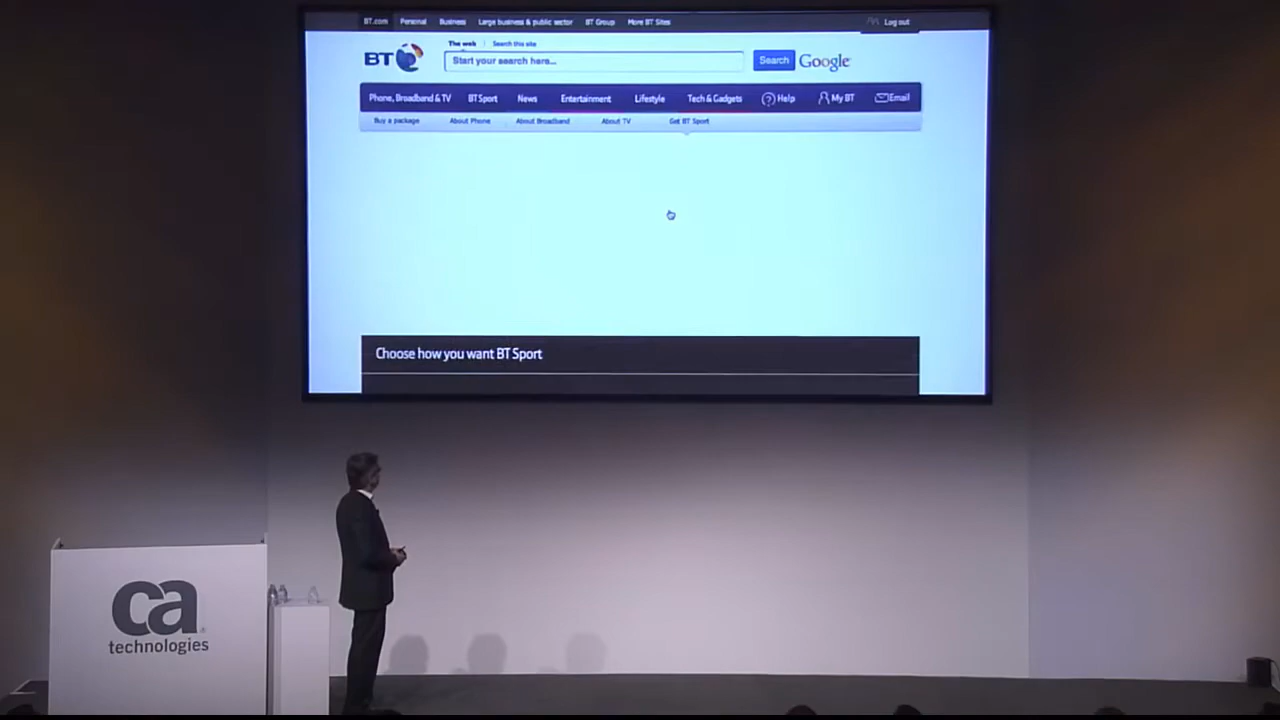 BT.com Personal Business Large business & public sector BT Group More BT Sites Log out
The web | Search this site
BT Start your search here... Search Google
Phone, Broadband & TV BT Sport News Entertainment Lifestyle Tech & Gadgets ? Help My BT Email
Buy a package About Phone About Broadband About TV Get BT Sport
Choose how you want BT Sport
ca
technologies